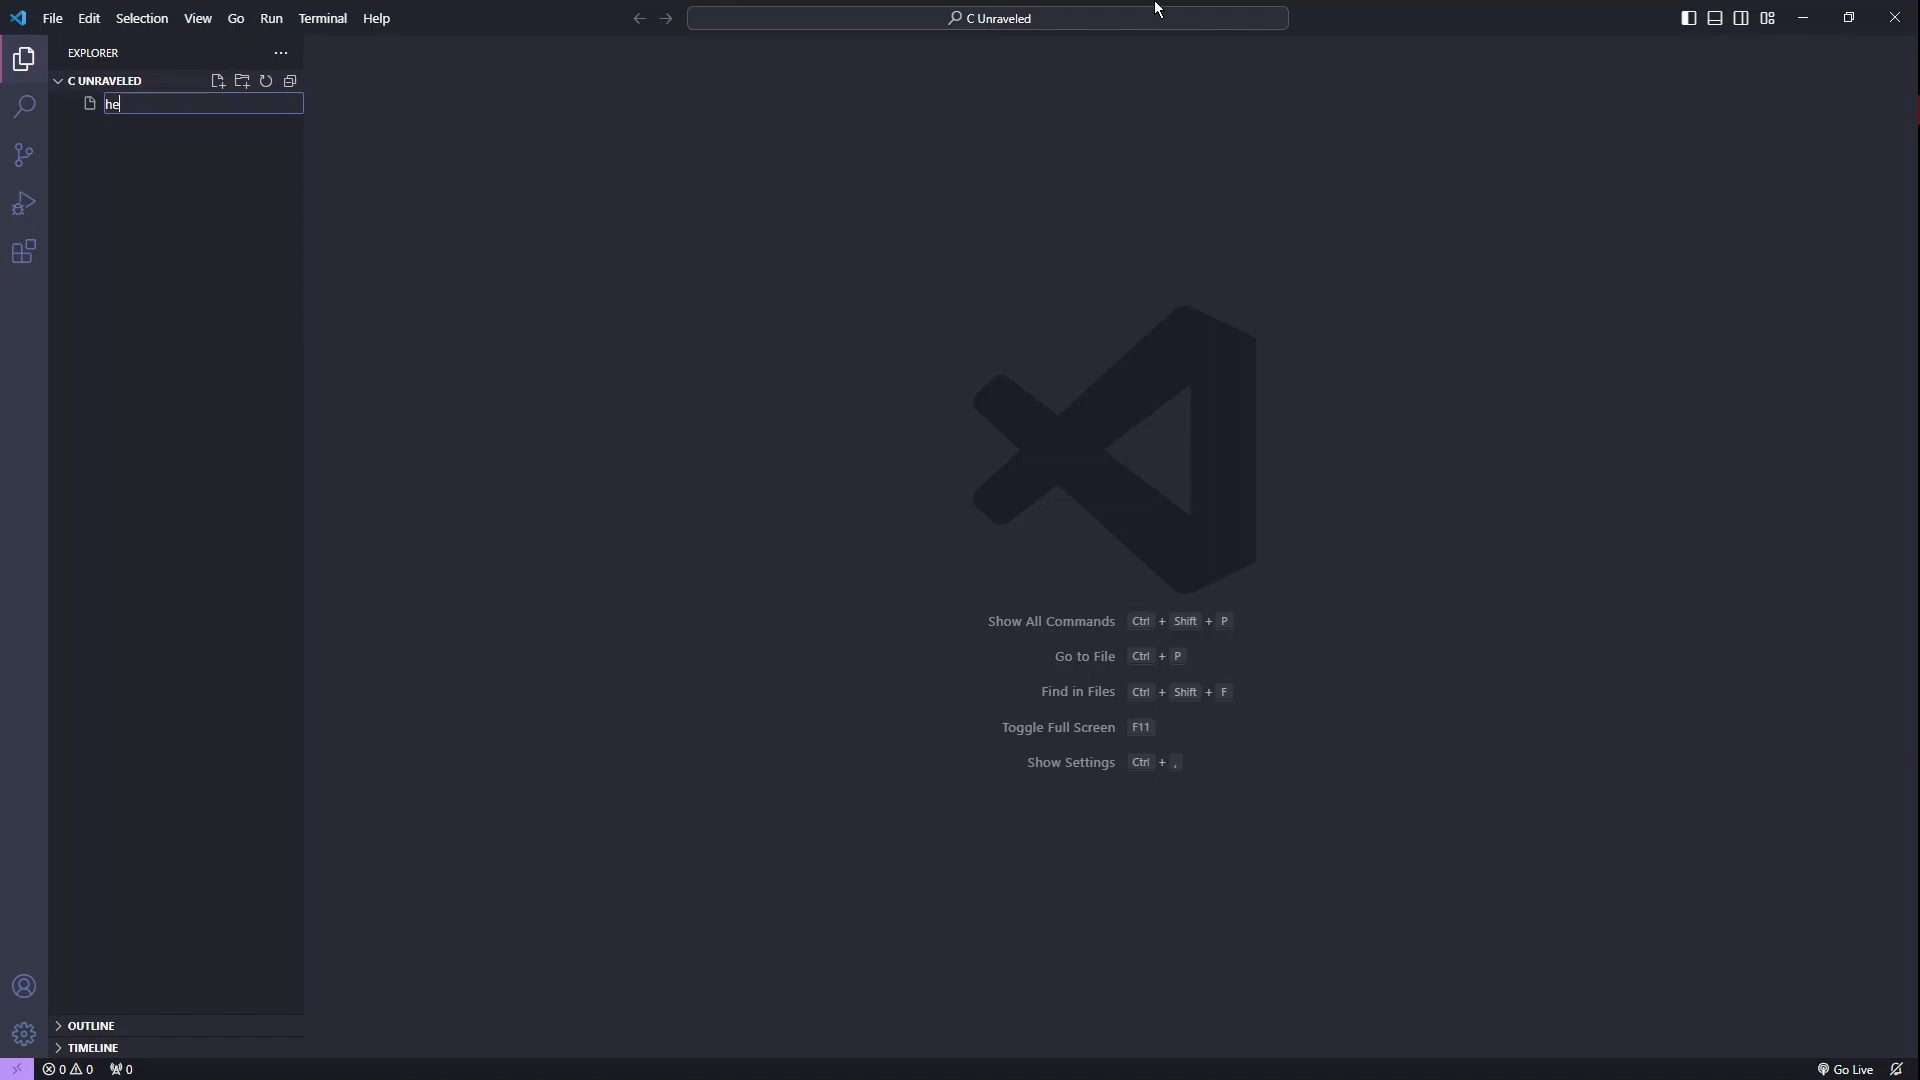 File Edit Selection View Go Run Terminal Help
C Unraveled
EXPLORER
C UNRAVELED
he
Show All Commands Ctrl + Shift + P
Go to File Ctrl + P
Find in Files Ctrl + Shift + F
Toggle Full Screen F11
Show Settings Ctrl + ,
OUTLINE
TIMELINE
0 0 0 Go Live